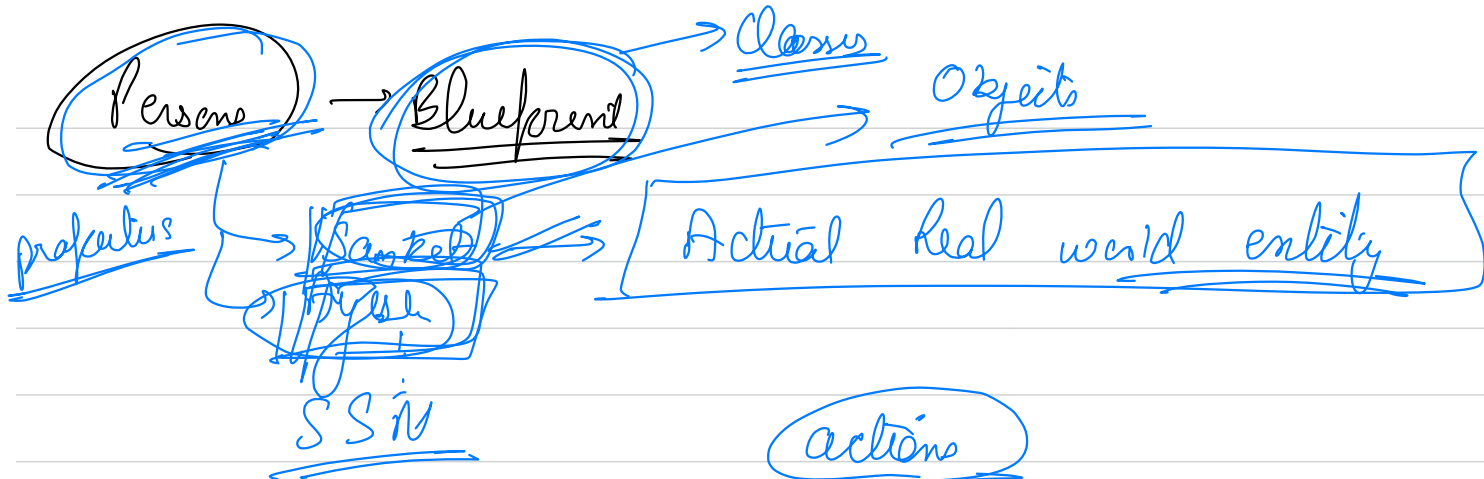 Classes
Persons → Blueprint
Objects
properties Sanket Actual Real world entity
SSN
actions